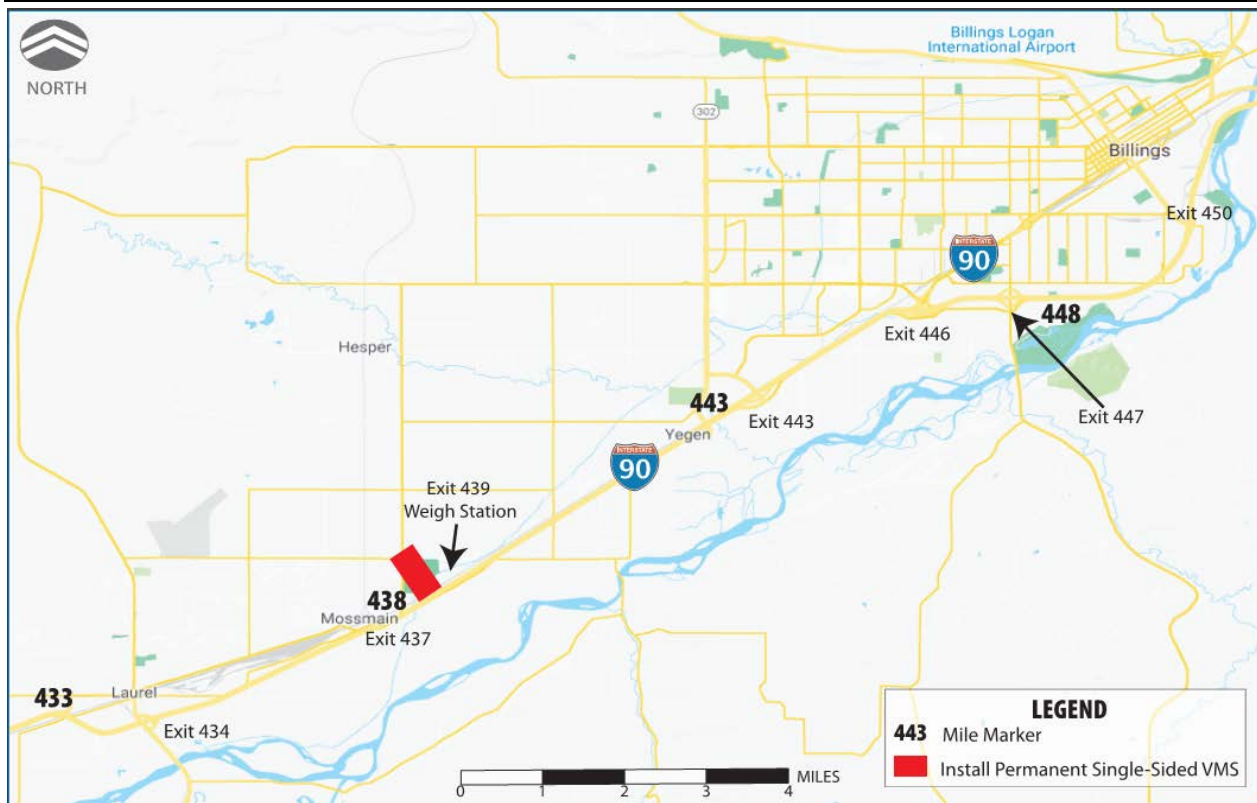 NORTH
Billings Logan
International Airport
302
Billings
Exit 450
INTERSTATE
90
448
Hesper
Exit 446
443
Exit 443
Exit 447
Yegen
INTERSTATE
90
Exit 439
Weigh Station
438
Mossmain
Exit 437
Laurel
433
Exit 434
LEGEND
443 Mile Marker
Install Permanent Single-Sided VMS
MILES
0 1 2 3 4